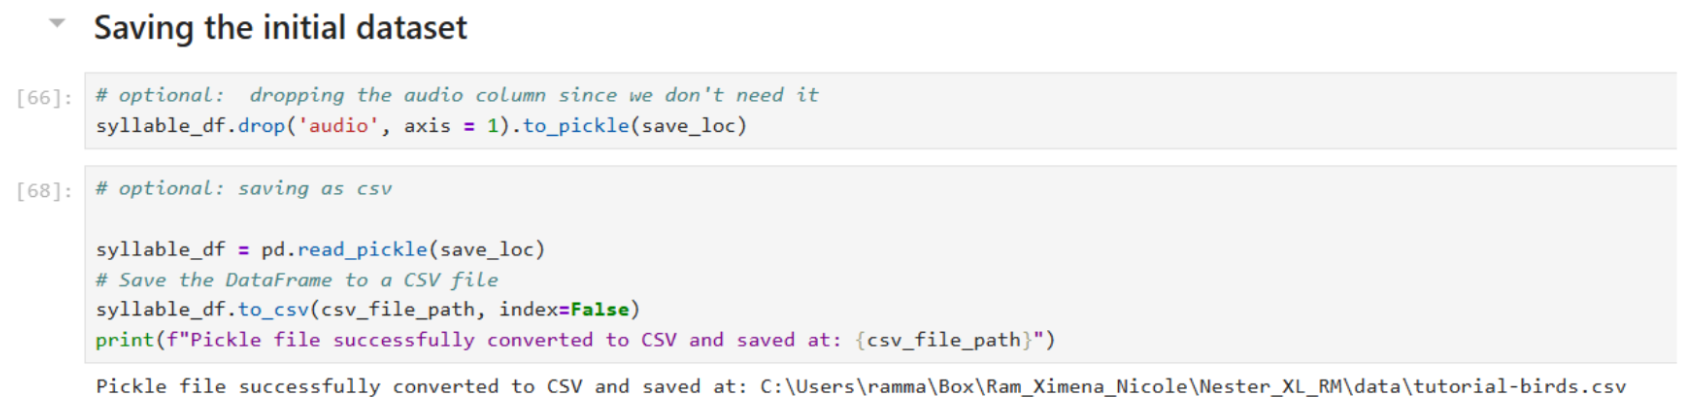 Saving the initial dataset
[66]: # optional:  dropping the audio column since we don't need it
syllable_df.drop('audio', axis = 1).to_pickle(save_loc)
[68]: # optional: saving as csv
syllable_df = pd.read_pickle(save_loc)
# Save the DataFrame to a CSV file
syllable_df.to_csv(csv_file_path, index=False)
print(f"Pickle file successfully converted to CSV and saved at: {csv_file_path}")
Pickle file successfully converted to CSV and saved at: C:\Users\ramma\Box\Ram_Ximena_Nicole\Nester_XL_RM\data\tutorial-birds.csv